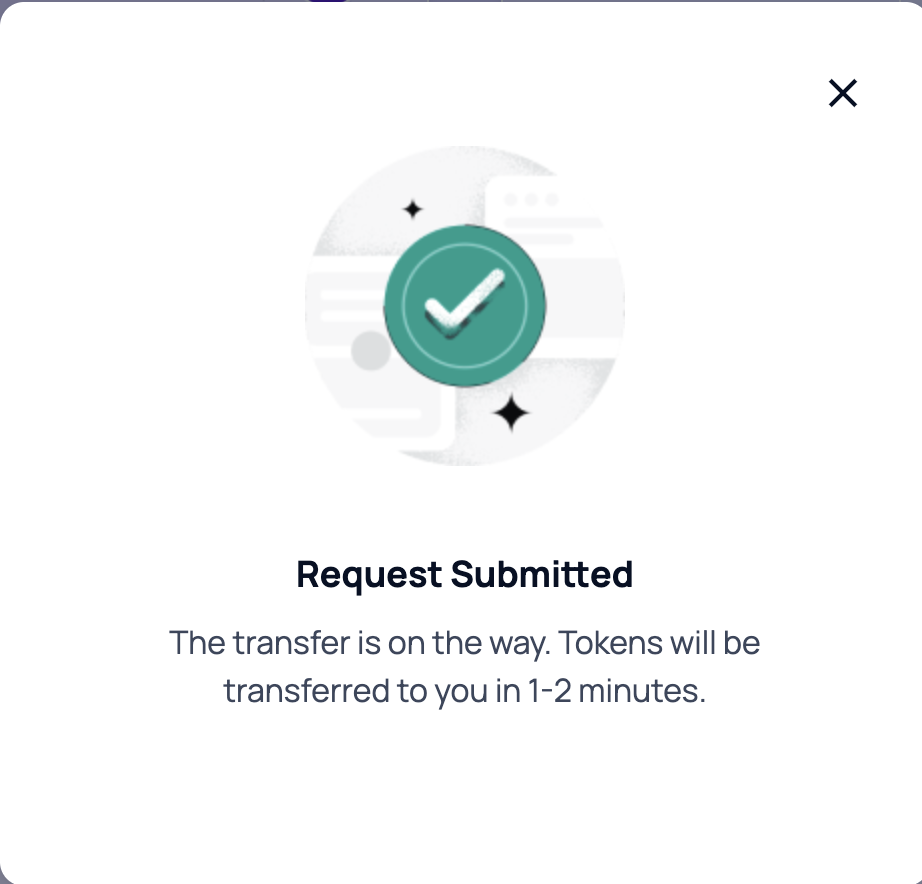 Request Submitted
The transfer is on the way. Tokens will be
transferred to you in 1-2 minutes.